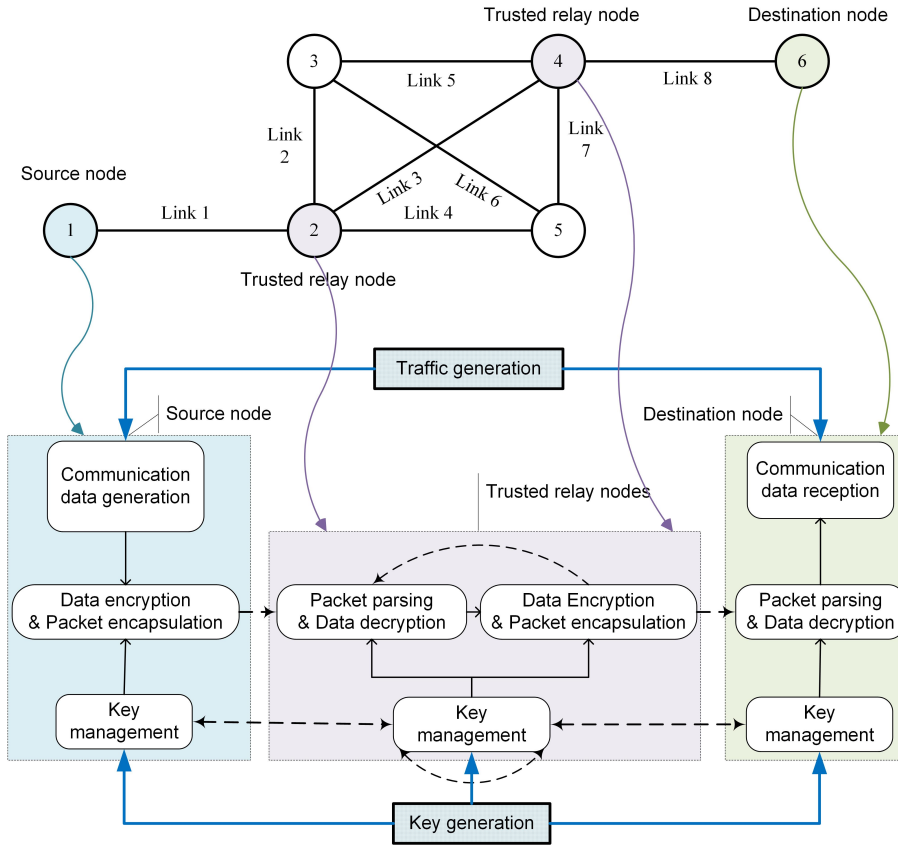 Trusted relay node
Destination node
3
4
6
Link 5
Link 8
Link
2
Link
7
Source node
Link 3
Link 6
Link 1
Link 4
1
2
5
Trusted relay node
Traffic generation
Source node
Destination node
Communication
data generation
Communication
data reception
Trusted relay nodes
Data encryption
& Packet encapsulation
Packet parsing
& Data decryption
Data Encryption
& Packet encapsulation
Packet parsing
& Data decryption
Key
management
Key
management
Key
management
Key generation